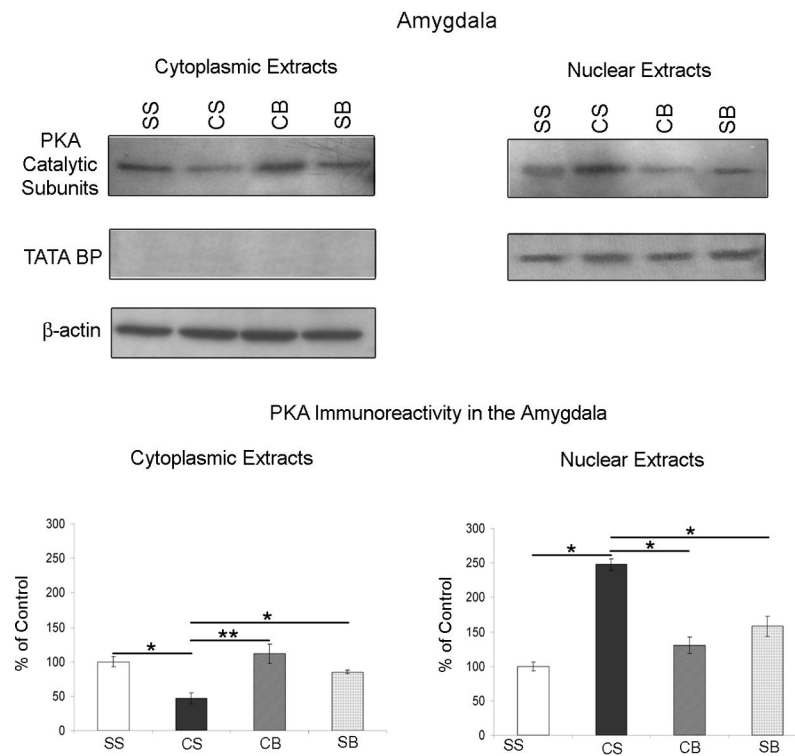 Amygdala
Cytoplasmic Extracts
SS CS CB SB
PKA
Catalytic
Subunits
TATA BP
β-actin
Nuclear Extracts
SS CS CB SB
PKA Immunoreactivity in the Amygdala
Cytoplasmic Extracts
% of Control
300
250
200
150
100
50
0
* ** *
SS CS CB SB
Nuclear Extracts
% of Control
300
250
200
150
100
50
0
* * *
SS CS CB SB